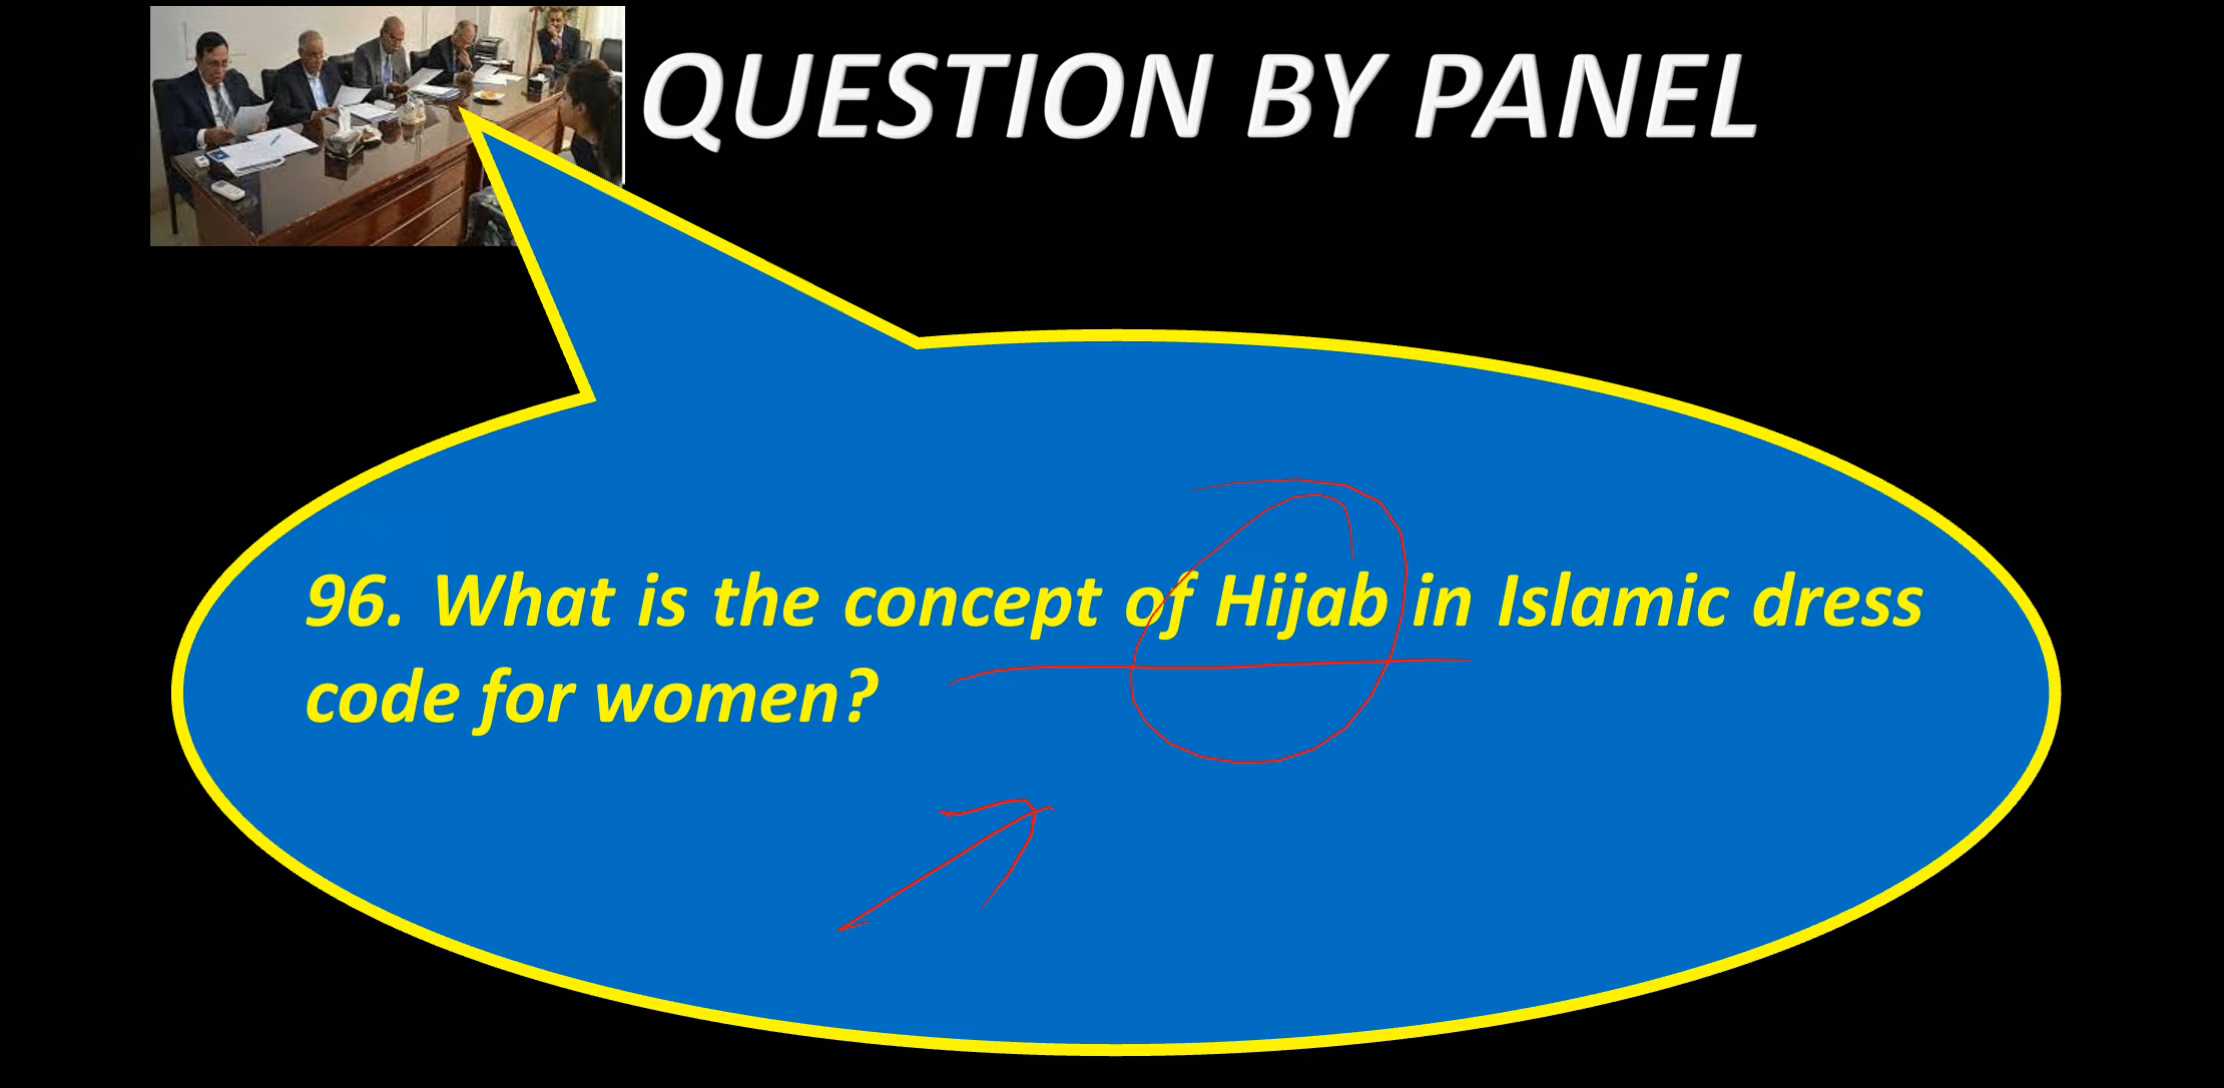 QUESTION BY PANEL
96. What is the concept of Hijab in Islamic dress
code for women?